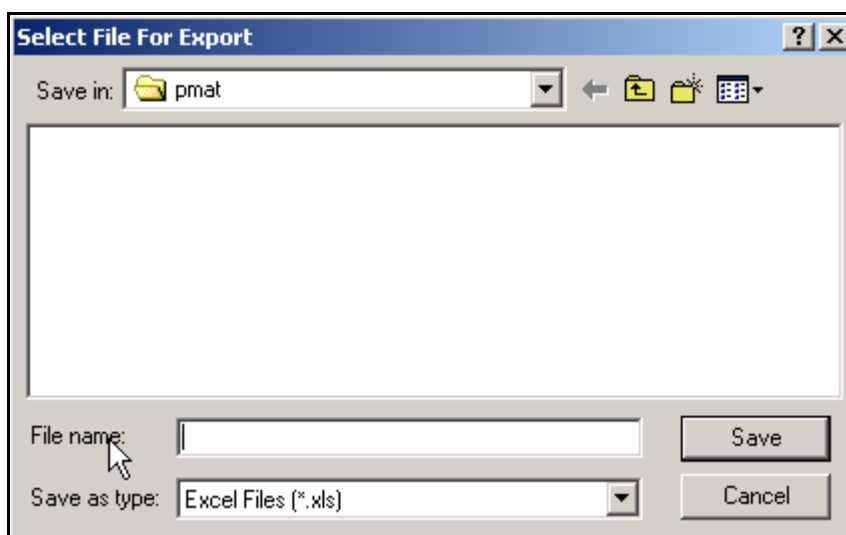 Select File For Export
Save in: pmat
File name:
Save
Save as type: Excel Files (*.xls)
Cancel